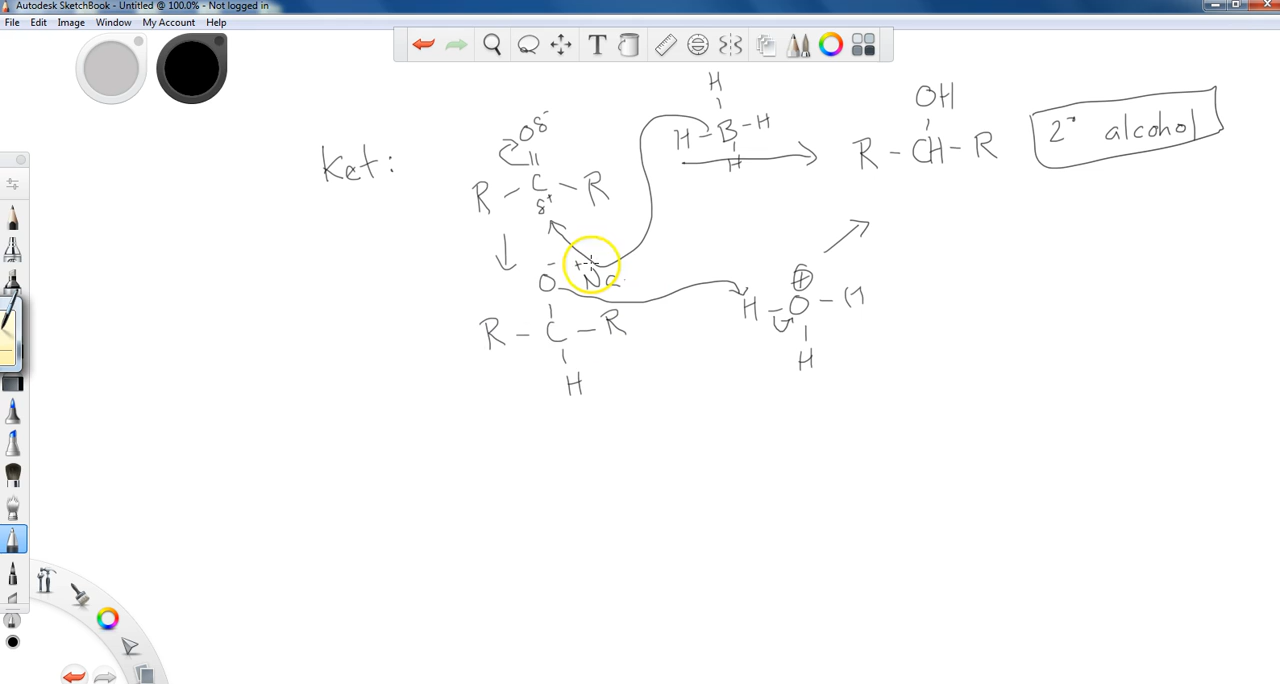 Autodesk SketchBook - Untitled @ 100.0% - Not logged in
File Edit Image Window My Account Help
T
H
OH
Oδ⁻
H - B - H
2° alcohol
Ket:
R - C - R
H
R - CH - R
δ⁺
O⁻ ⁺Na
⊕
H - O -
R - C - R
H
H